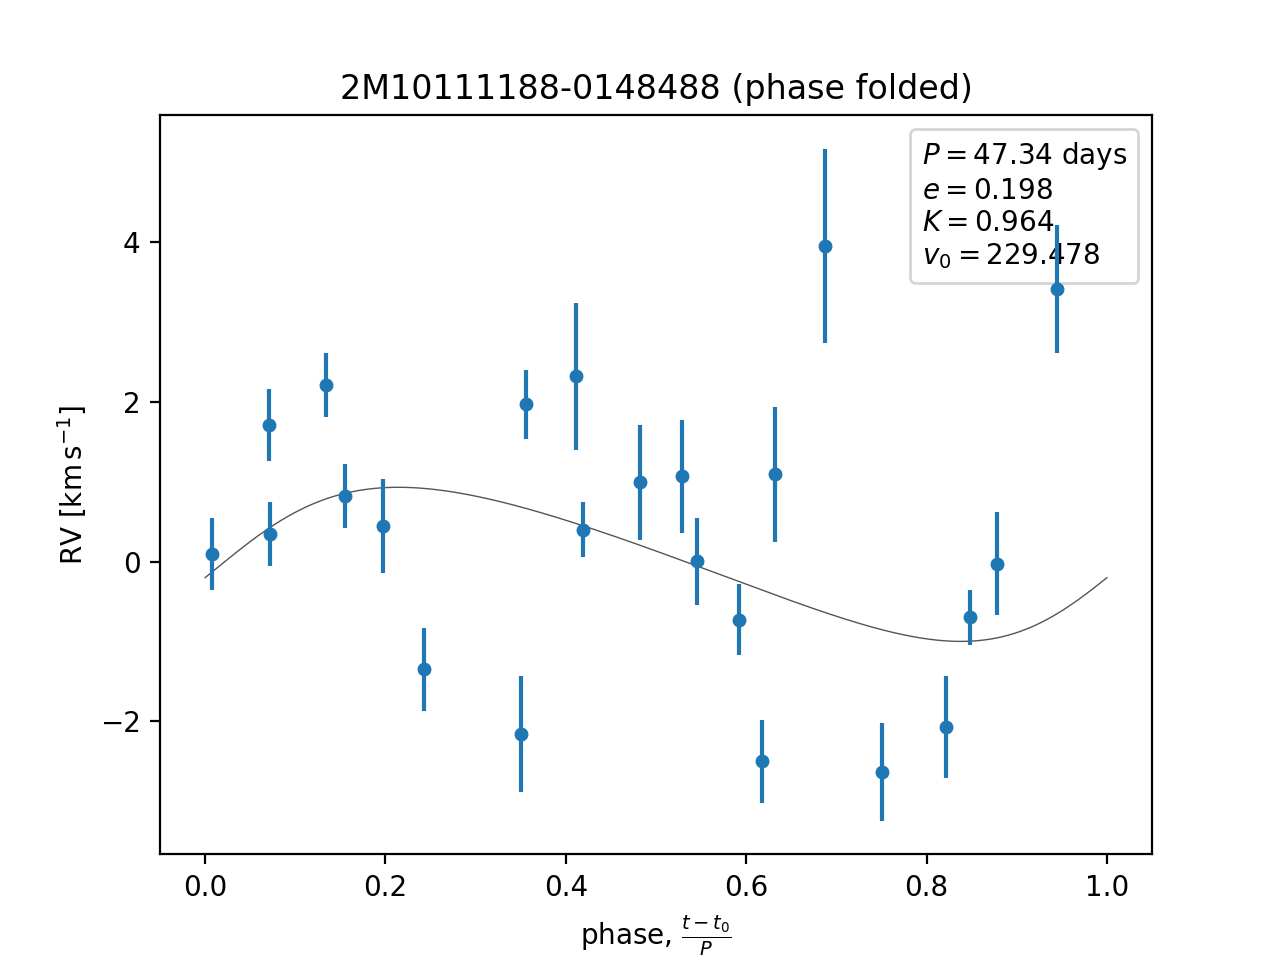 2M10111188-0148488 (phase folded)
P = 47.34 days
e = 0.198
K = 0.964
v₀ = 229.478
4
2
0
−2
RV [km s⁻¹]
0.0 0.2 0.4 0.6 0.8 1.0
phase, (t − t₀)/P